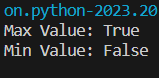 on.python-2023.20
Max Value: True
Min Value: False